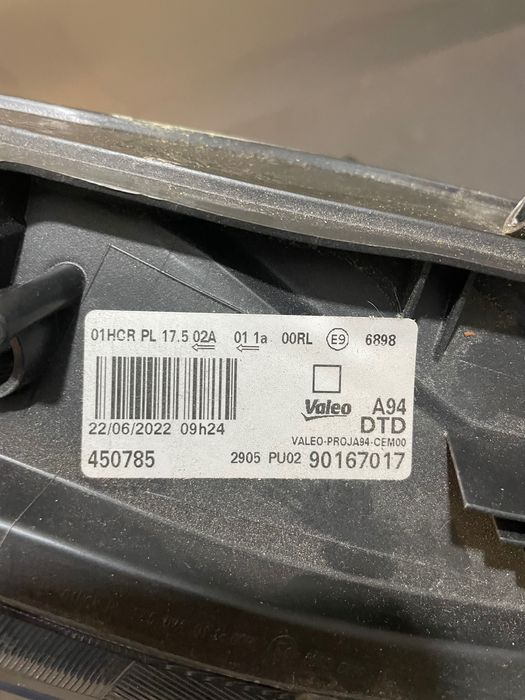 01HCR PL 17.5 02A 01 1a 00RL E9 6898
Valeo A94
DTD
22/06/2022 09h24
VALEO-PROJA94-CEM00
450785 2905 PU02 90167017